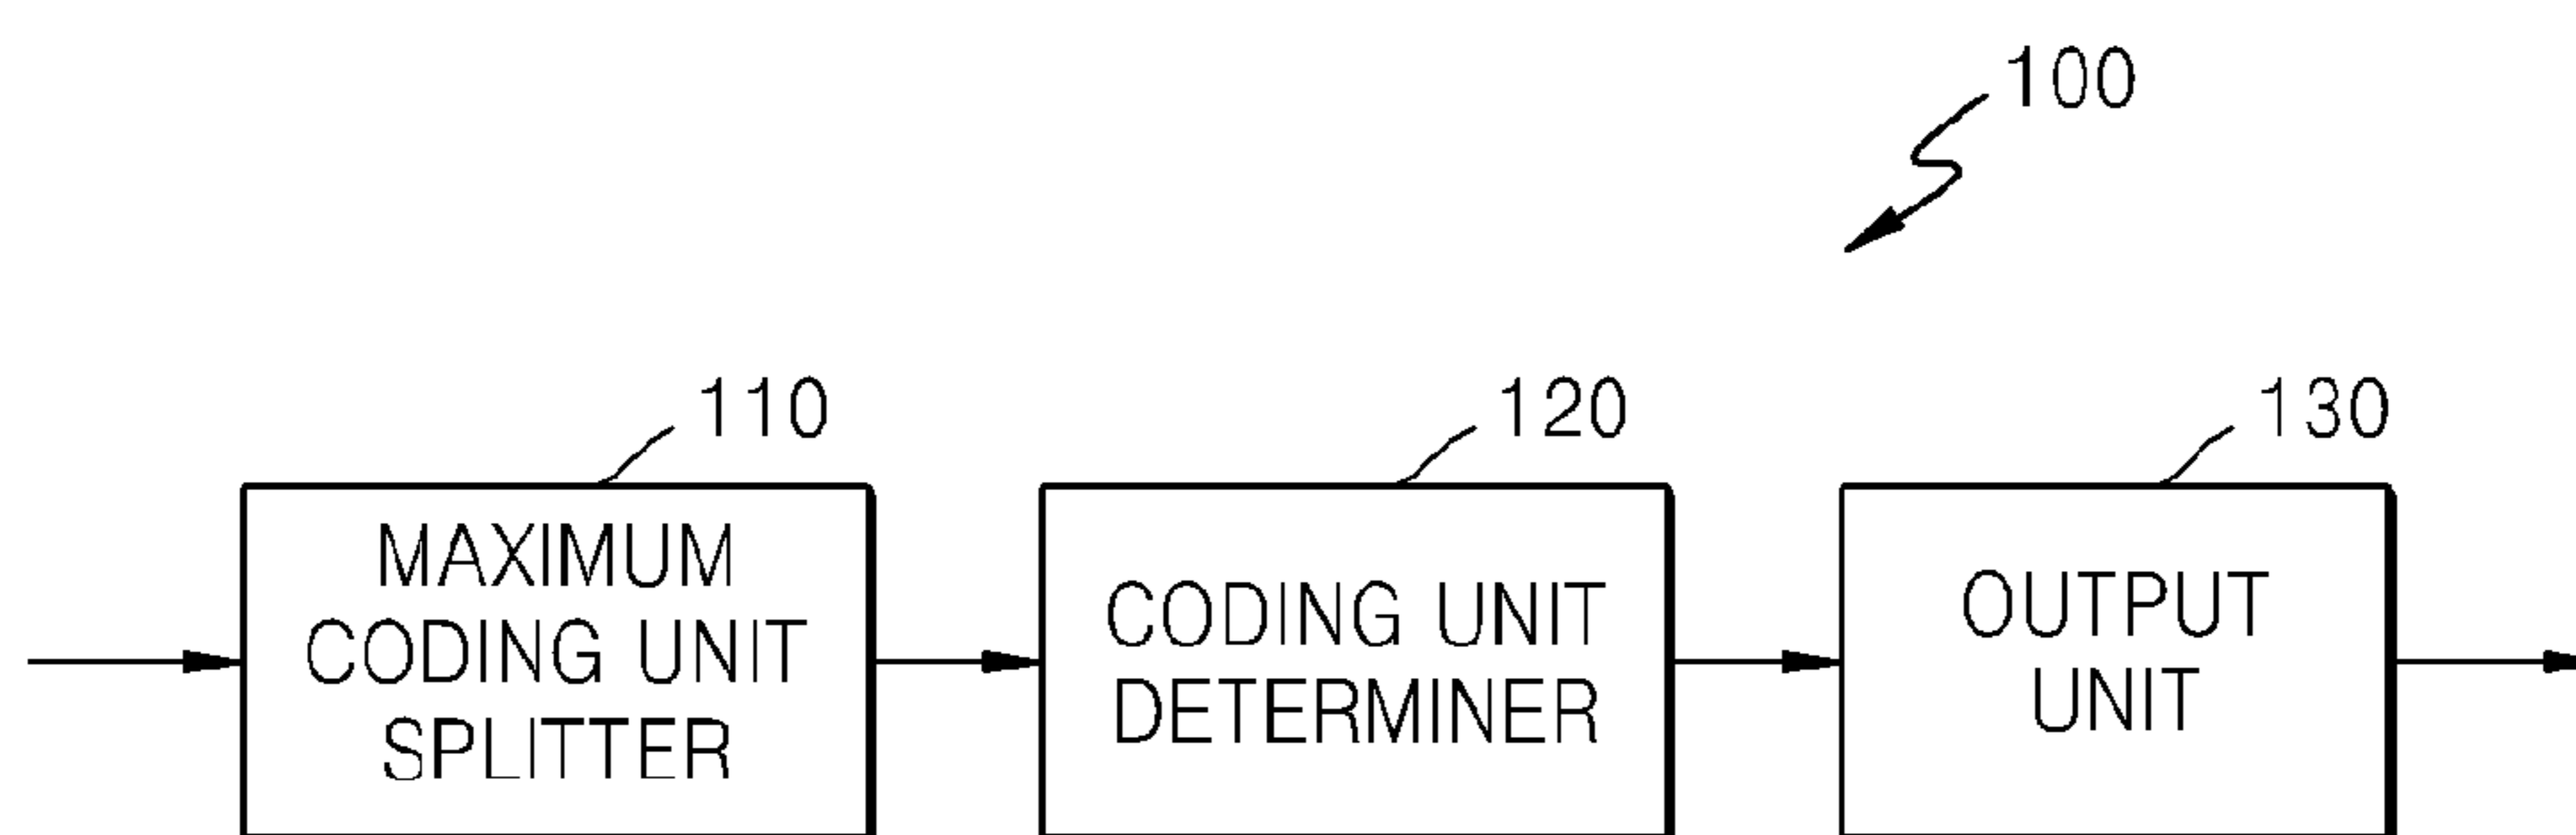 100
110
120
130
MAXIMUM
CODING UNIT
SPLITTER
CODING UNIT
DETERMINER
OUTPUT
UNIT